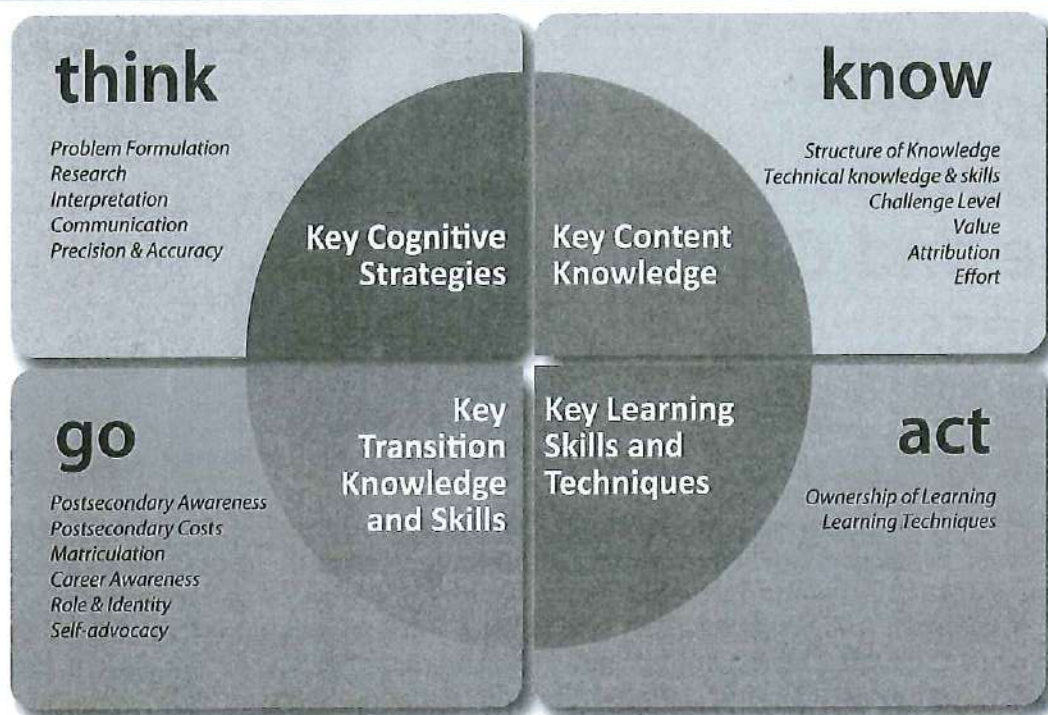 think
Problem Formulation
Research
Interpretation
Communication
Precision & Accuracy
Key Cognitive
Strategies
know
Structure of Knowledge
Technical knowledge & skills
Challenge Level
Value
Attribution
Effort
Key Content
Knowledge
go
Postsecondary Awareness
Postsecondary Costs
Matriculation
Career Awareness
Role & Identity
Self-advocacy
Key
Transition
Knowledge
and Skills
Key Learning
Skills and
Techniques
act
Ownership of Learning
Learning Techniques